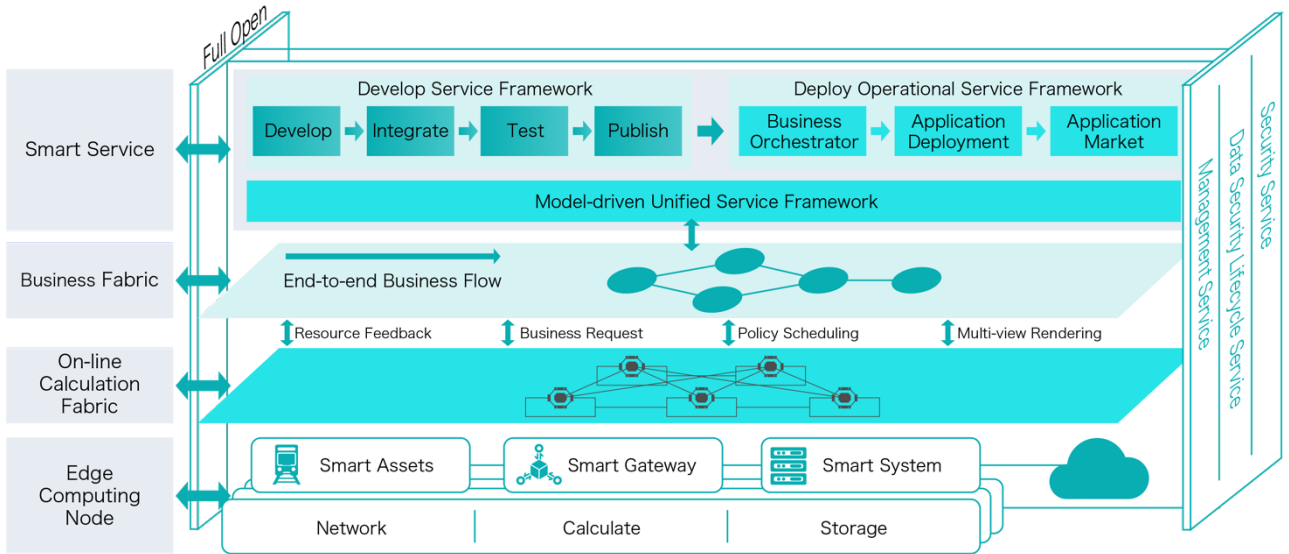 Full Open
Smart Service
Develop Service Framework
Develop
Integrate
Test
Publish
Deploy Operational Service Framework
Business
Orchestrator
Application
Deployment
Application
Market
Model-driven Unified Service Framework
Business Fabric
End-to-end Business Flow
Resource Feedback
Business Request
Policy Scheduling
Multi-view Rendering
On-line
Calculation
Fabric
Edge
Computing
Node
Smart Assets
Smart Gateway
Smart System
Network
Calculate
Storage
Security Service
Data Security Lifecycle Service
Management Service